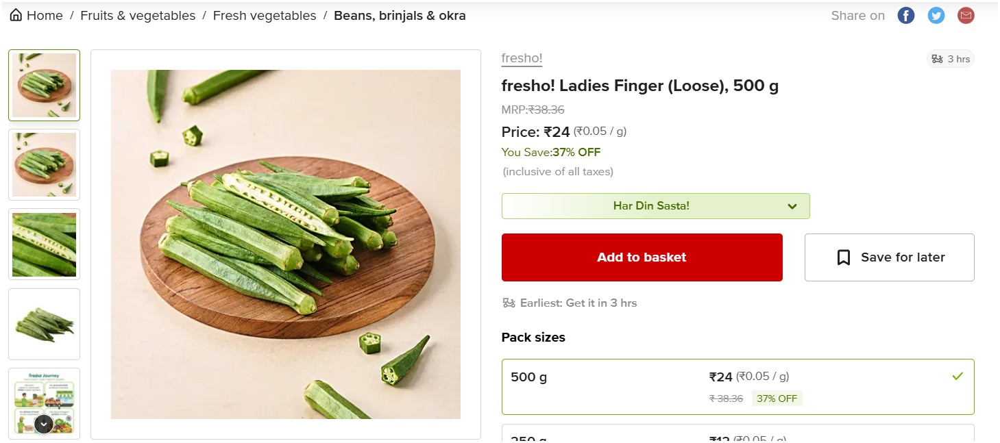 Home / Fruits & vegetables / Fresh vegetables / Beans, brinjals & okra
Share on
fresho!
3 hrs
fresho! Ladies Finger (Loose), 500 g
MRP:₹38.36
Price: ₹24 (₹0.05 / g)
You Save:37% OFF
(inclusive of all taxes)
Har Din Sasta!
Add to basket
Save for later
Earliest: Get it in 3 hrs
Pack sizes
500 g
₹24 (₹0.05 / g)
₹38.36 37% OFF
250 g
₹12 (₹0.05 / g)
fresho! Journey